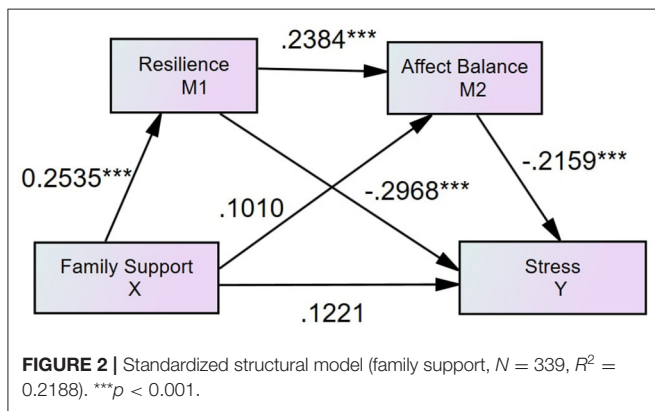 .2384***
Resilience
M1
Affect Balance
M2
0.2535***
.1010
-.2968***
-.2159***
Family Support
X
Stress
Y
.1221
FIGURE 2 | Standardized structural model (family support, N = 339, R² =
0.2188). ***p < 0.001.